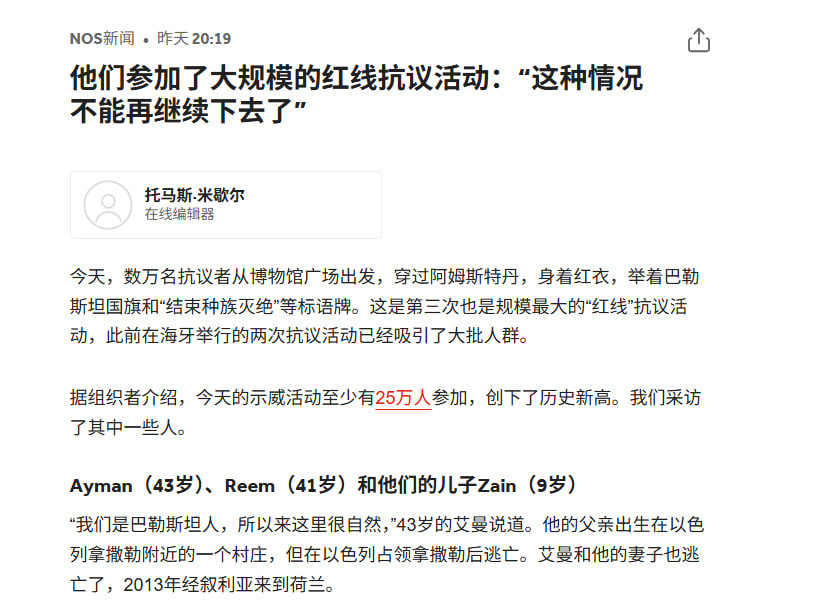 NOS新闻 • 昨天 20:19
他们参加了大规模的红线抗议活动：“这种情况
不能再继续下去了”
托马斯·米歇尔
在线编辑器
今天，数万名抗议者从博物馆广场出发，穿过阿姆斯特丹，身着红衣，举着巴勒
斯坦国旗和“结束种族灭绝”等标语牌。这是第三次也是规模最大的“红线”抗议活
动，此前在海牙举行的两次抗议活动已经吸引了大批人群。
据组织者介绍，今天的示威活动至少有25万人参加，创下了历史新高。我们采访
了其中一些人。
Ayman（43岁）、Reem（41岁）和他们的儿子Zain（9岁）
“我们是巴勒斯坦人，所以来这里很自然，”43岁的艾曼说道。他的父亲出生在以色
列拿撒勒附近的一个村庄，但在以色列占领拿撒勒后逃亡。艾曼和他的妻子也逃
亡了，2013年经叙利亚来到荷兰。